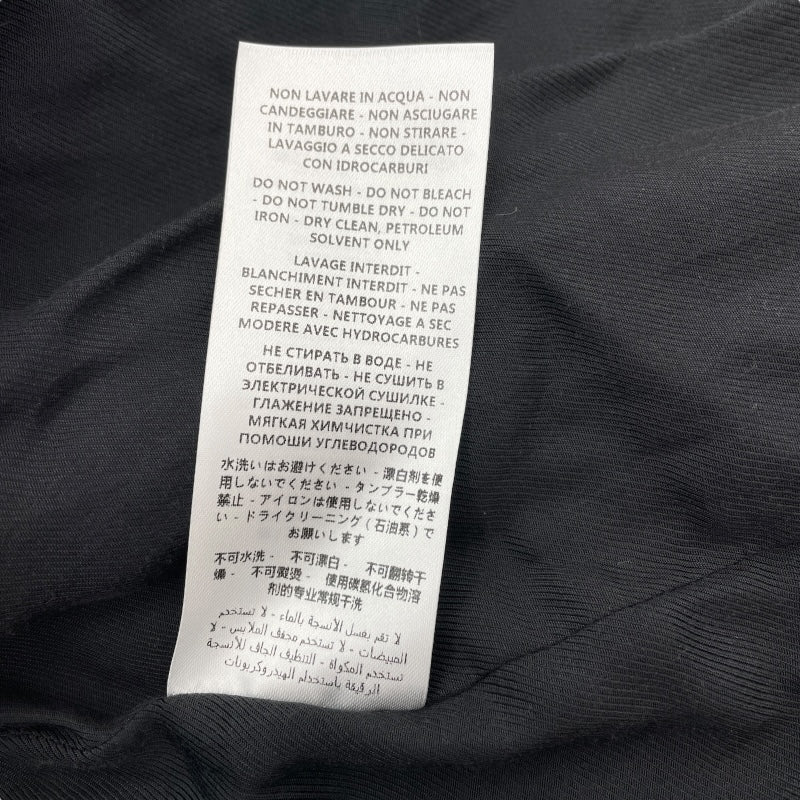 NON LAVARE IN ACQUA - NON
CANDEGGIARE - NON ASCIUGARE
IN TAMBURO - NON STIRARE -
LAVAGGIO A SECCO DELICATO
CON IDROCARBURI
DO NOT WASH - DO NOT BLEACH
- DO NOT TUMBLE DRY - DO NOT
IRON - DRY CLEAN, PETROLEUM
SOLVENT ONLY
LAVAGE INTERDIT -
BLANCHIMENT INTERDIT - NE PAS
SECHER EN TAMBOUR - NE PAS
REPASSER - NETTOYAGE A SEC
MODERE AVEC HYDROCARBURES
НЕ СТИРАТЬ В ВОДЕ - НЕ
ОТБЕЛИВАТЬ - НЕ СУШИТЬ В
ЭЛЕКТРИЧЕСКОЙ СУШИЛКЕ -
ГЛАЖЕНИЕ ЗАПРЕЩЕНО -
МЯГКАЯ ХИМЧИСТКА ПРИ
ПОМОШИ УГЛЕВОДОРОДОВ
水洗いはお避けください - 漂白剤を使
用しないでください - タンブラー乾燥
禁止 - アイロンは使用しないでくださ
い - ドライクリーニング ( 石油系 ) で
お願いします
不可水洗 - 不可漂白 - 不可翻转干
燥 - 不可熨烫 - 使用碳氢化合物溶
剂的专业常规干洗
لا تقم بغسل الأنسجة بالماء - لا تستخدم
المبيضات - لا تستخدم مجفف الملابس - لا
تستخدم المكواة - التنظيف الجاف للأنسجة
الرقيقة باستخدام الهيدروكربونات